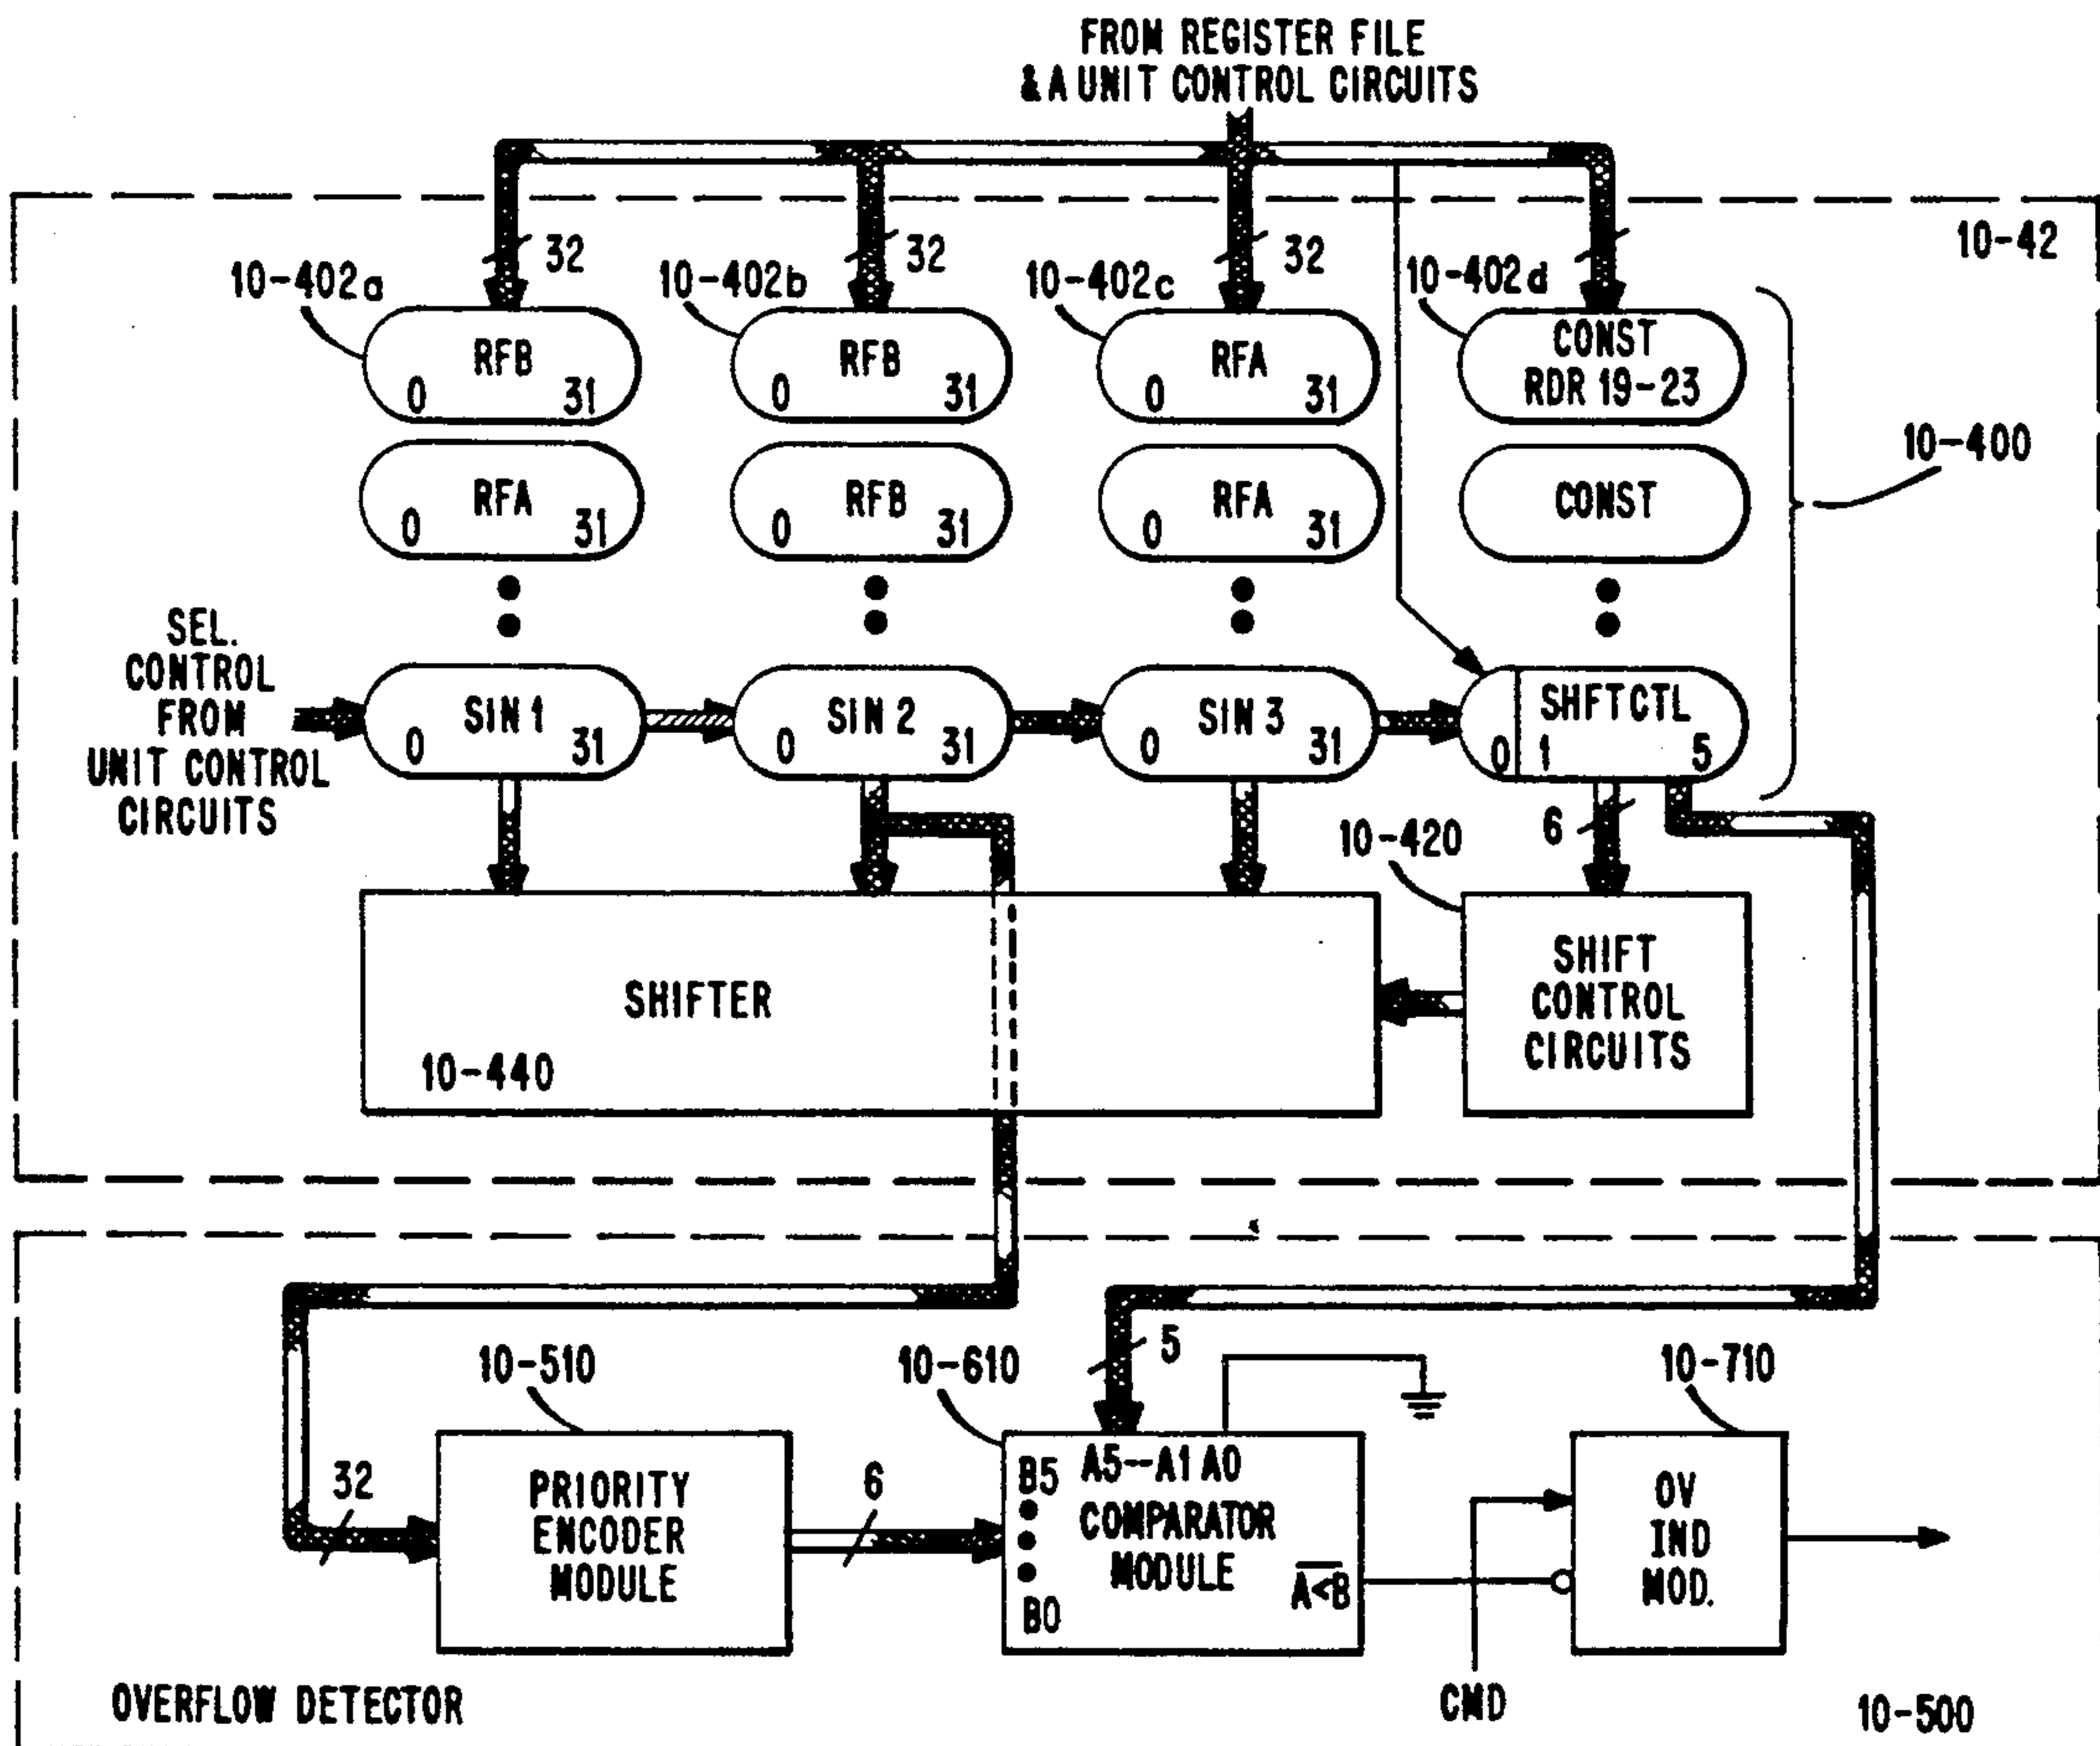 FROM REGISTER FILE
& A UNIT CONTROL CIRCUITS
10-42
32
32
32
10-402a
10-402b
10-402c
10-402d
RFB
0 31
RFB
0 31
RFA
0 31
CONST
RDR 19-23
10-400
RFA
0 31
RFB
0 31
RFA
0 31
CONST
SEL.
CONTROL
FROM
UNIT CONTROL
CIRCUITS
SIN 1
0 31
SIN 2
0 31
SIN 3
0 31
SHFTCTL
0 1 5
6
10-420
SHIFTER
10-440
SHIFT
CONTROL
CIRCUITS
5
10-510
10-610
10-710
32
PRIORITY
ENCODER
MODULE
6
B5 A5--A1 A0
COMPARATOR
MODULE
B0
A<B
OV
IND
MOD.
CMD
OVERFLOW DETECTOR
10-500